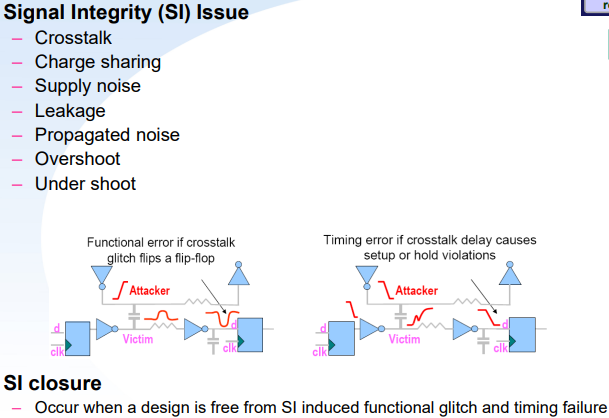 Signal Integrity (SI) Issue
– Crosstalk
– Charge sharing
– Supply noise
– Leakage
– Propagated noise
– Overshoot
– Under shoot
Functional error if crosstalk
glitch flips a flip-flop
Attacker
d
clk
Victim
d
clk
Timing error if crosstalk delay causes
setup or hold violations
Attacker
d
clk
Victim
d
clk
SI closure
– Occur when a design is free from SI induced functional glitch and timing failure